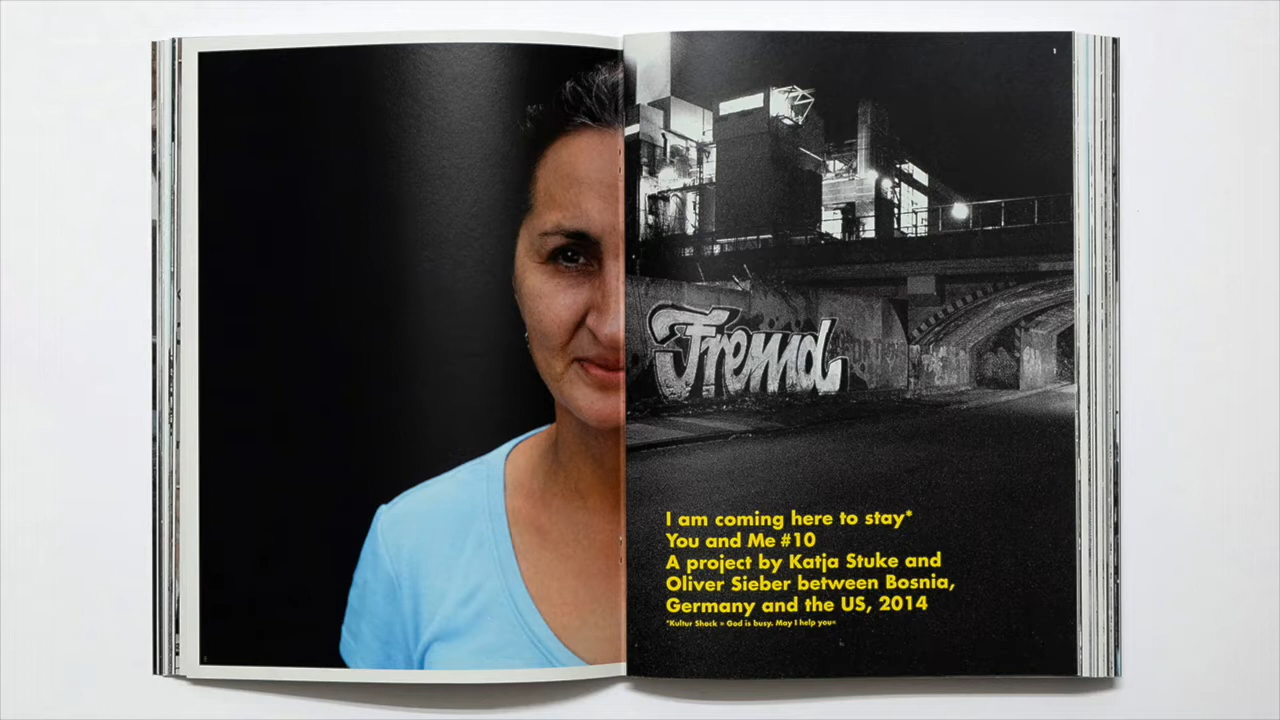 Fremd
I am coming here to stay*
You and Me #10
A project by Katja Stuke and
Oliver Sieber between Bosnia,
Germany and the US, 2014
*Kultur Shock » God is busy. May I help you«